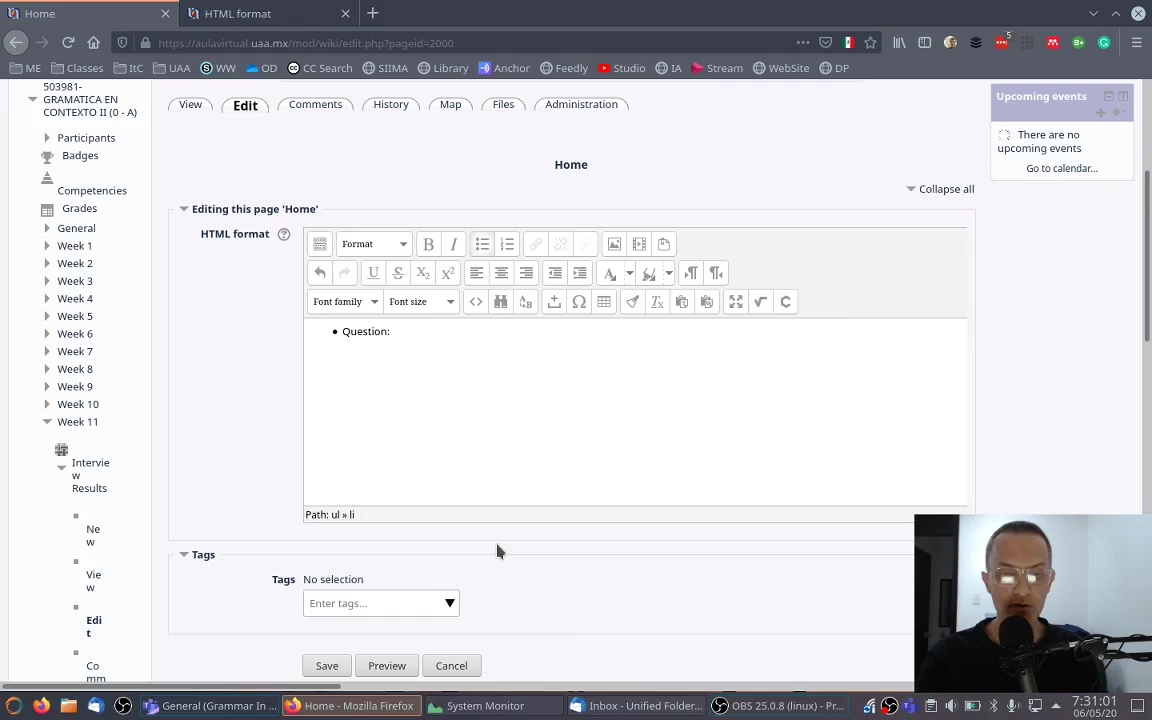 Home
HTML format
https://aulavirtual.uaa.mx/mod/wiki/edit.php?pageid=2000
5
ME
Classes
ItC
UAA
WW
OD
CC Search
SIIMA
Library
Anchor
Feedly
Studio
IA
Stream
WebSite
DP
503981-
GRAMATICA EN
CONTEXTO II (0 - A)
Participants
Badges
Competencies
Grades
General
Week 1
Week 2
Week 3
Week 4
Week 5
Week 6
Week 7
Week 8
Week 9
Week 10
Week 11
Intervie
w
Results
Ne
w
Vie
w
Edi
t
Co
mm
View
Edit
Comments
History
Map
Files
Administration
Home
Collapse all
Editing this page 'Home'
HTML format
Format
Font family
Font size
• Question:
Path: ul » li
Tags
Tags No selection
Enter tags...
Save
Preview
Cancel
Upcoming events
There are no
upcoming events
Go to calendar...
General (Grammar In ...
Home - Mozilla Firefox
System Monitor
Inbox - Unified Folder...
OBS 25.0.8 (linux) - Pr...
7:31:01
06/05/20